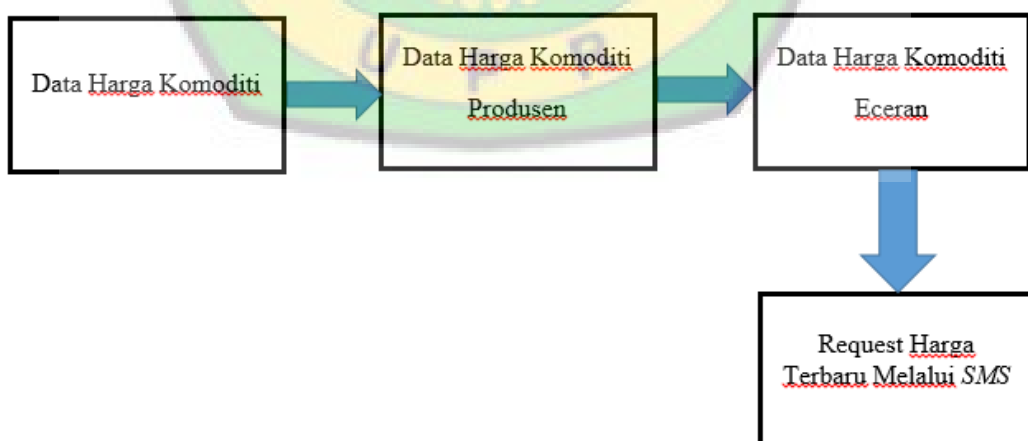 Data Harga Komoditi
Data Harga Komoditi
Produsen
Data Harga Komoditi
Eceran
U P P
Request Harga
Terbaru Melalui SMS